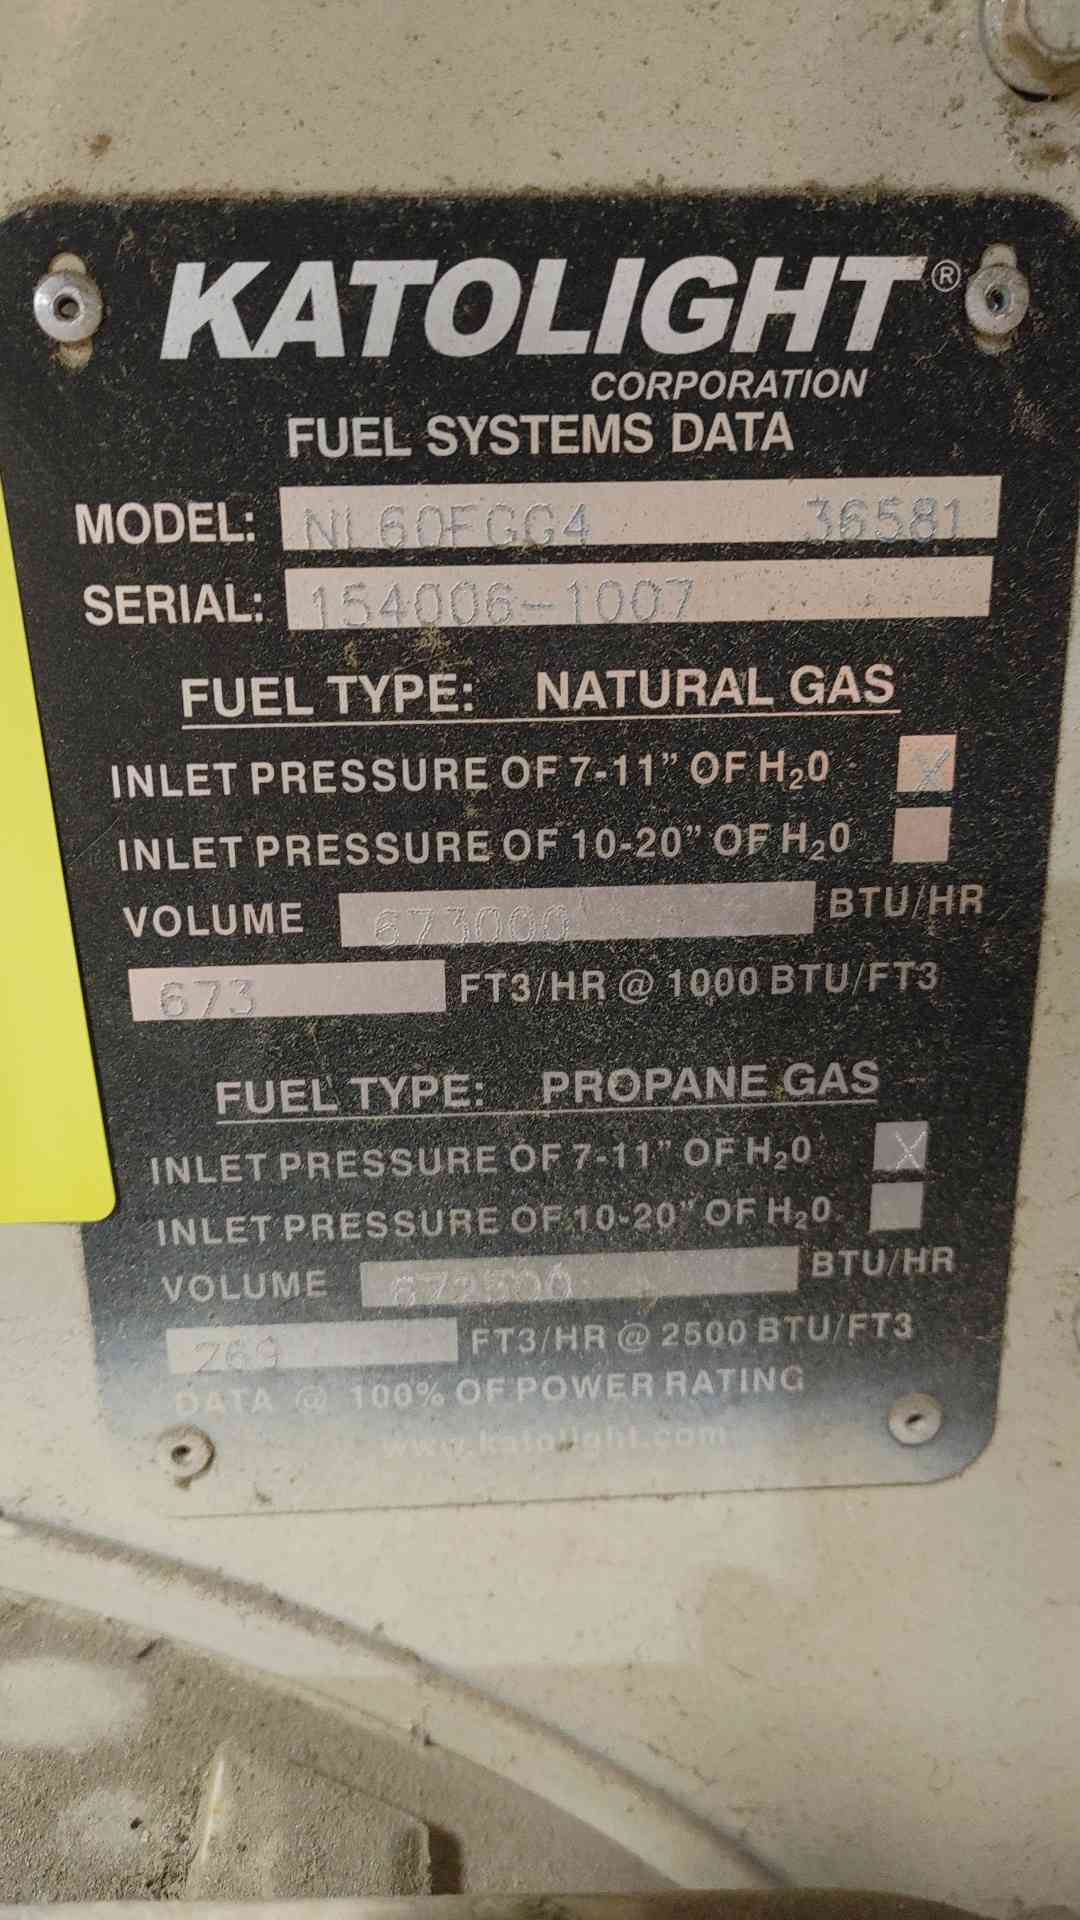 KATOLIGHT®
CORPORATION
FUEL SYSTEMS DATA
MODEL: NL60FGG4 36581
SERIAL: 154006-1007
FUEL TYPE: NATURAL GAS
INLET PRESSURE OF 7-11” OF H₂0 X
INLET PRESSURE OF 10-20” OF H₂0
VOLUME 673000 BTU/HR
673 FT3/HR @ 1000 BTU/FT3
FUEL TYPE: PROPANE GAS
INLET PRESSURE OF 7-11” OF H₂0 X
INLET PRESSURE OF 10-20” OF H₂0
VOLUME 672500 BTU/HR
269 FT3/HR @ 2500 BTU/FT3
DATA @ 100% OF POWER RATING
www.katolight.com